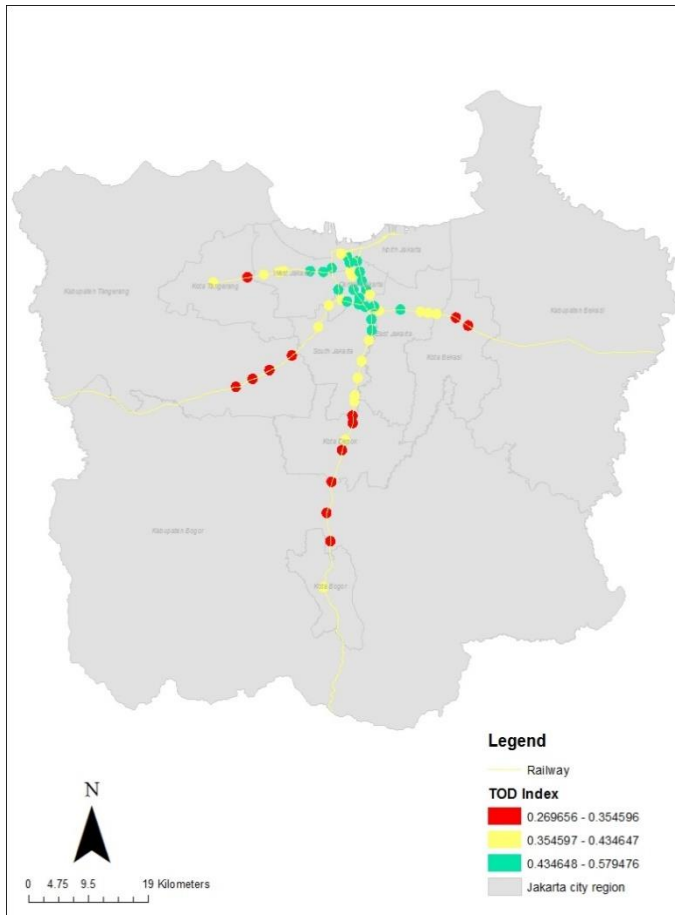 North Jakarta
West Jakarta
Kabupaten Tangerang
Kota Tangerang
Kabupaten Bekasi
East Jakarta
South Jakarta
Kota Bekasi
Kota Depok
Kabupaten Bogor
Kota Bogor
Legend
Railway
TOD Index
0.269656 - 0.354596
0.354597 - 0.434647
0.434648 - 0.579476
Jakarta city region
N
0 4.75 9.5 19 Kilometers